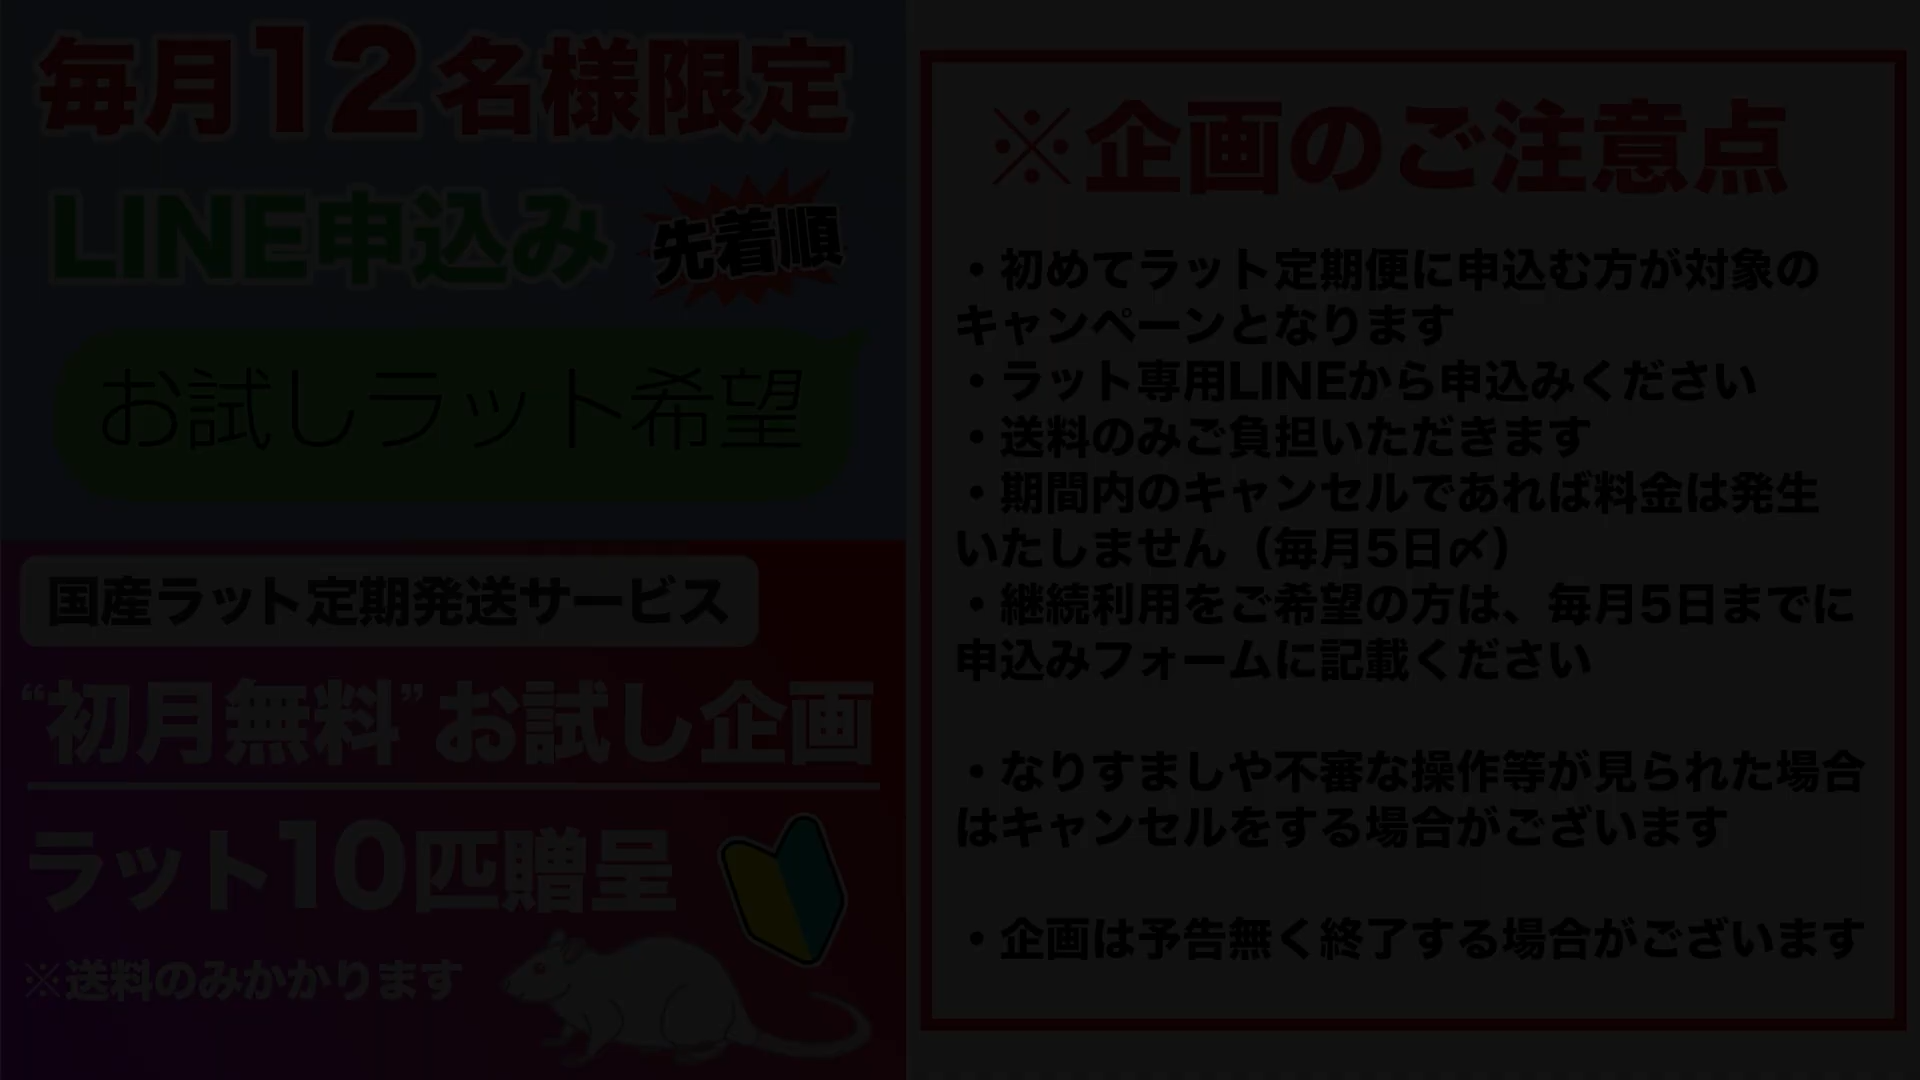 毎月12名様限定
LINE申込み
先着順
お試しラット希望
国産ラット定期発送サービス
“初月無料”お試し企画
ラット10匹贈呈
※送料のみかかります
※企画のご注意点
・初めてラット定期便に申込む方が対象の
キャンペーンとなります
・ラット専用LINEから申込みください
・送料のみご負担いただきます
・期間内のキャンセルであれば料金は発生
いたしません（毎月5日〆）
・継続利用をご希望の方は、毎月5日までに
申込みフォームに記載ください
・なりすましや不審な操作等が見られた場合
はキャンセルをする場合がございます
・企画は予告無く終了する場合がございます